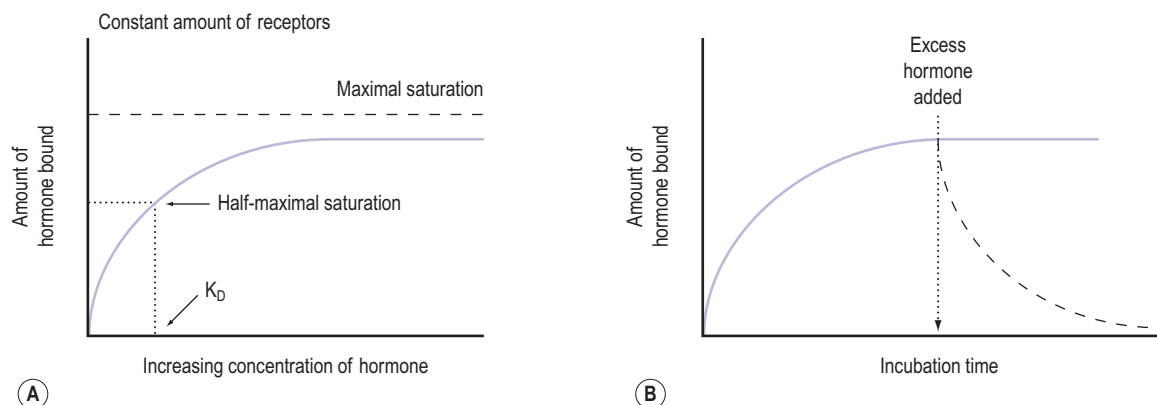 Constant amount of receptors
Maximal saturation
Amount of
hormone bound
Half-maximal saturation
K_D
Increasing concentration of hormone
A
Excess
hormone
added
Amount of
hormone bound
Incubation time
B